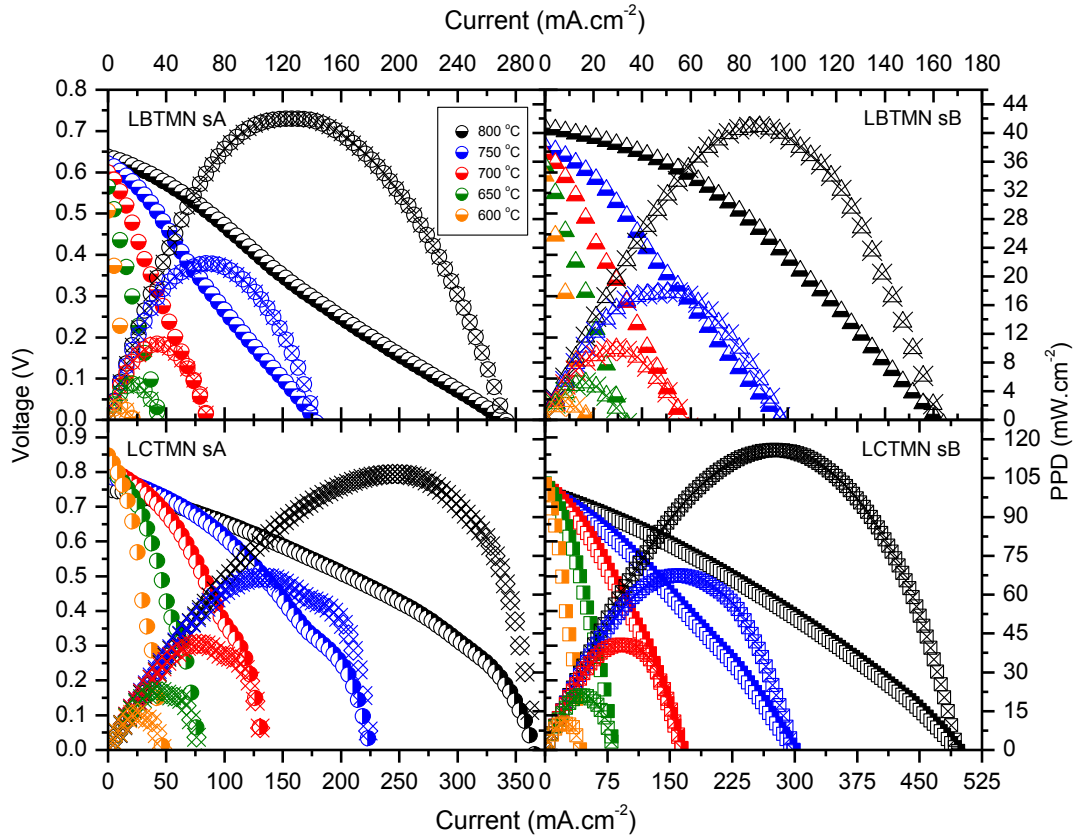 Current (mA.cm-2)
0 40 80 120 160 200 240 280 0 20 40 60 80 100 120 140 160 180
0.8
0.7
0.6
0.5
0.4
0.3
0.2
0.1
0.0
LBTMN sA
800 °C
750 °C
700 °C
650 °C
600 °C
LBTMN sB
44
40
36
32
28
24
20
16
12
8
4
0
Voltage (V)
PPD (mW.cm-2)
0.9
0.8
0.7
0.6
0.5
0.4
0.3
0.2
0.1
0.0
LCTMN sA
LCTMN sB
120
105
90
75
60
45
30
15
0
0 50 100 150 200 250 300 350 75 150 225 300 375 450 525
Current (mA.cm-2)